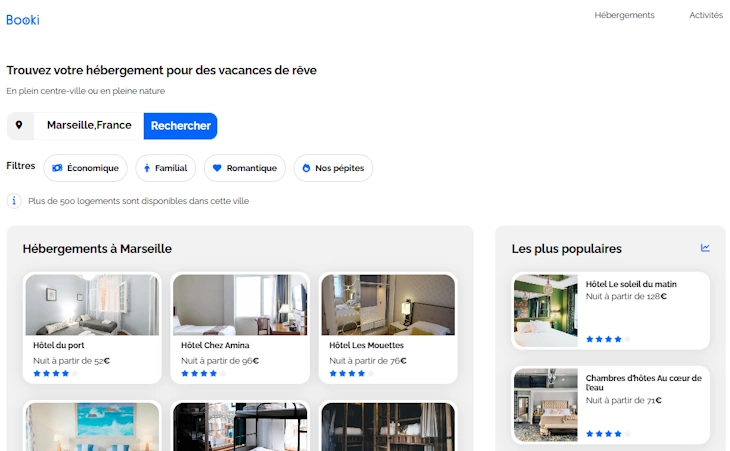 Booki
Hébergements
Activités
Trouvez votre hébergement pour des vacances de rêve
En plein centre-ville ou en pleine nature
Marseille,France
Rechercher
Filtres
Économique
Familial
Romantique
Nos pépites
Plus de 500 logements sont disponibles dans cette ville
Hébergements à Marseille
Hôtel du port
Nuit à partir de 52€
Hôtel Chez Amina
Nuit à partir de 96€
Hôtel Les Mouettes
Nuit à partir de 76€
Les plus populaires
Hôtel Le soleil du matin
Nuit à partir de 128€
Chambres d'hôtes Au cœur de
l'eau
Nuit à partir de 71€